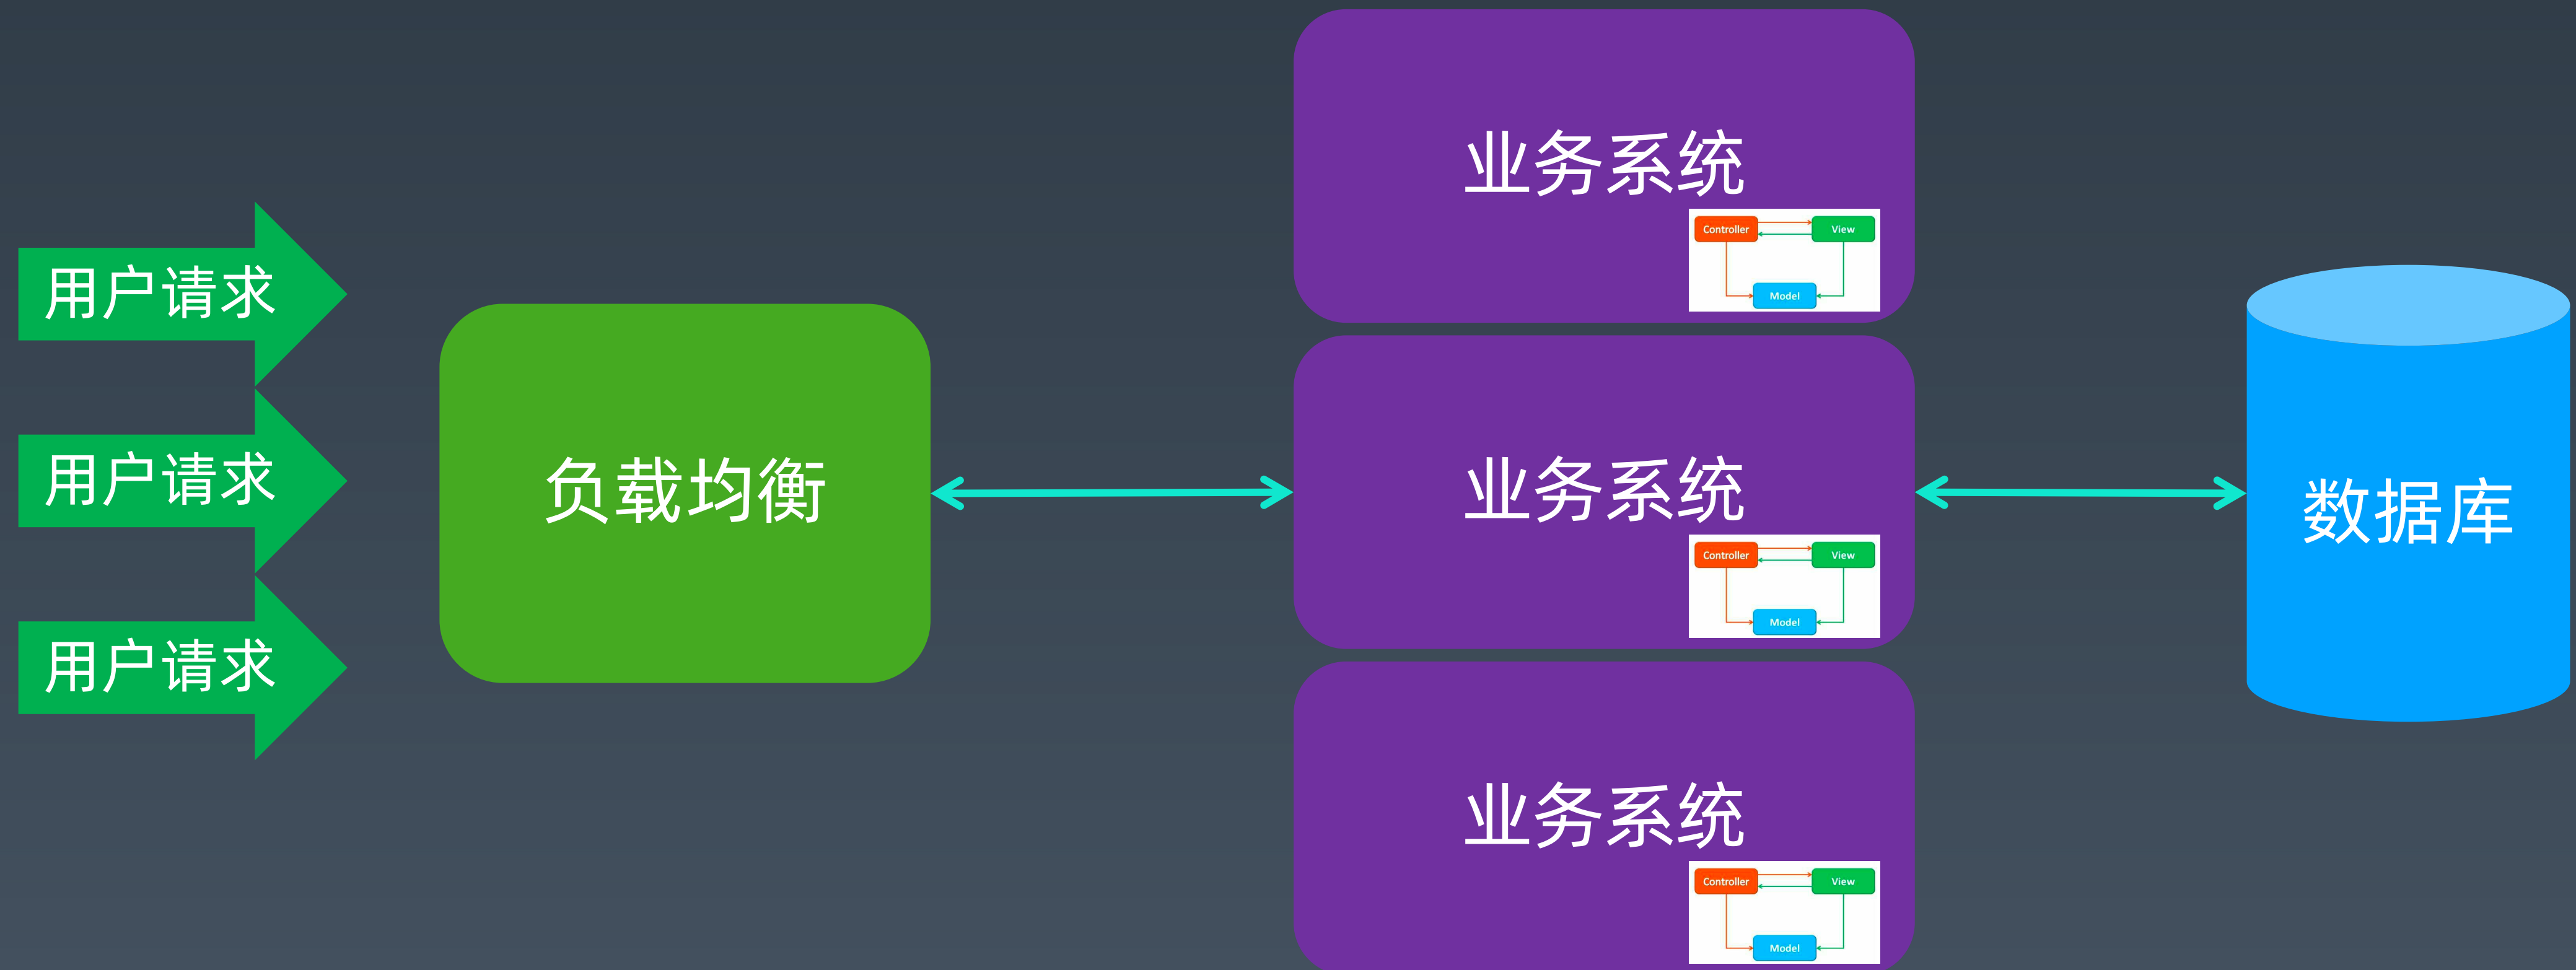 用户请求
用户请求
用户请求
负载均衡
业务系统
Controller
View
Model
业务系统
Controller
View
Model
业务系统
Controller
View
Model
数据库